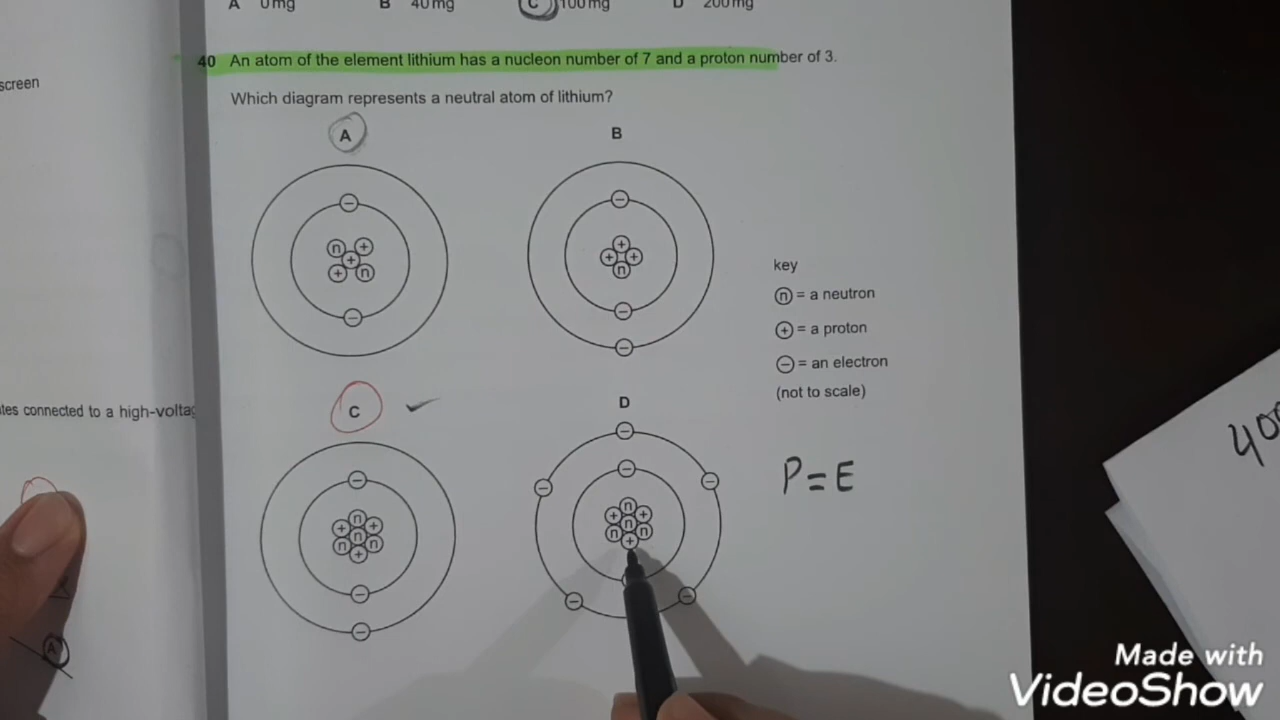 A 0 mg B 40 mg C 100 mg D 200 mg
screen
40 An atom of the element lithium has a nucleon number of 7 and a proton number of 3.
Which diagram represents a neutral atom of lithium?
A
B
− −
n + + + + + n n
− −
−
key
n = a neutron
+ = a proton
− = an electron
(not to scale)
tes connected to a high-volta
C
D
−
− −
− −
n n
+ + + +
n n
n n n n
+ +
− − −
−
P=E
400
A
Made with
VideoShow